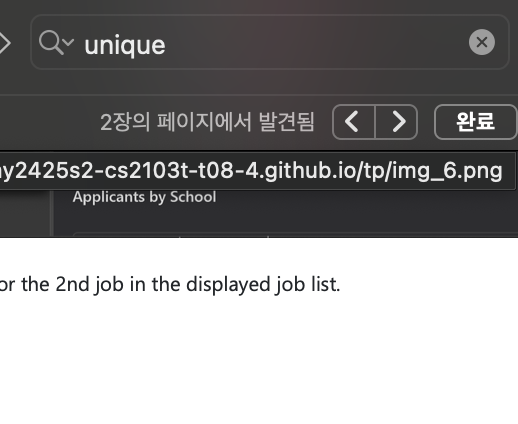 unique
2장의 페이지에서 발견됨
완료
y2425s2-cs2103t-t08-4.github.io/tp/img_6.png
Applicants by School
or the 2nd job in the displayed job list.